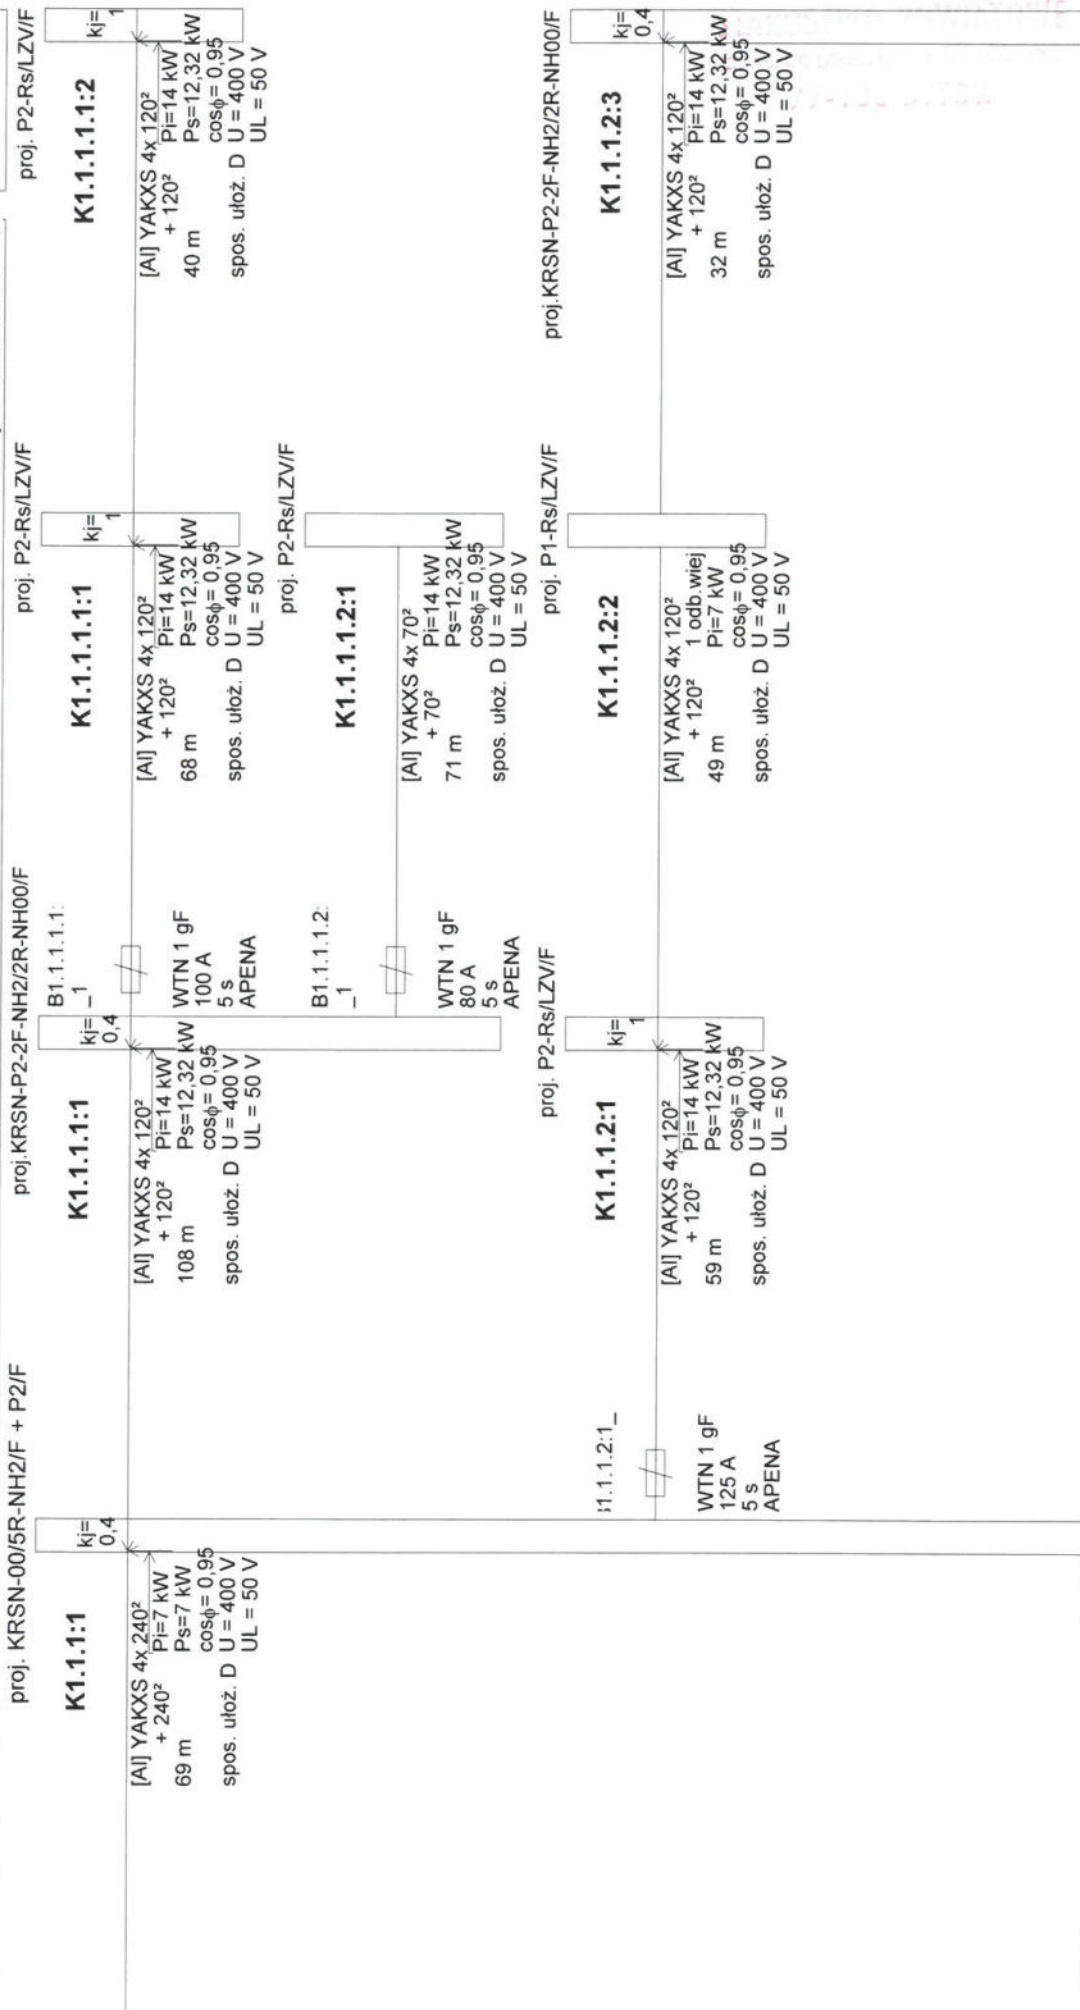 proj. KRSN-00/5R-NH2/F + P2/F
K1.1.1:1
kj=
0,4
[Al] YAKXS 4x 240²
+ 240²
Pi=7 kW
69 m
Ps=7 kW
cosϕ= 0,95
spos. ułoż. D U = 400 V
UL = 50 V
proj.KRSN-P2-2F-NH2/2R-NH00/F
K1.1.1.1:1
kj=
0,4
[Al] YAKXS 4x 120²
+ 120²
Pi=14 kW
108 m
Ps=12,32 kW
cosϕ= 0,95
spos. ułoż. D U = 400 V
UL = 50 V
B1.1.1.1.1:
_1
WTN 1 gF
100 A
5 s
APENA
proj. P2-Rs/LZV/F
K1.1.1.1.1:1
kj=
1
[Al] YAKXS 4x 120²
+ 120²
Pi=14 kW
68 m
Ps=12,32 kW
cosϕ= 0,95
spos. ułoż. D U = 400 V
UL = 50 V
proj. P2-Rs/LZV/F
K1.1.1.1.1:2
kj=
1
[Al] YAKXS 4x 120²
+ 120²
Pi=14 kW
40 m
Ps=12,32 kW
cosϕ= 0,95
spos. ułoż. D U = 400 V
UL = 50 V
B1.1.1.1.2:
_1
WTN 1 gF
80 A
5 s
APENA
proj. P2-Rs/LZV/F
K1.1.1.1.2:1
[Al] YAKXS 4x 70²
+ 70²
Pi=14 kW
71 m
Ps=12,32 kW
cosϕ= 0,95
spos. ułoż. D U = 400 V
UL = 50 V
1.1.1.2:1_
WTN 1 gF
125 A
5 s
APENA
proj. P2-Rs/LZV/F
K1.1.1.2:1
kj=
1
[Al] YAKXS 4x 120²
+ 120²
Pi=14 kW
59 m
Ps=12,32 kW
cosϕ= 0,95
spos. ułoż. D U = 400 V
UL = 50 V
proj. P1-Rs/LZV/F
K1.1.1.2:2
[Al] YAKXS 4x 120²
+ 120²
1 odb.wiej
49 m
Pi=7 kW
cosϕ= 0,95
spos. ułoż. D U = 400 V
UL = 50 V
proj.KRSN-P2-2F-NH2/2R-NH00/F
K1.1.1.2:3
kj=
0,4
[Al] YAKXS 4x 120²
+ 120²
Pi=14 kW
32 m
Ps=12,32 kW
cosϕ= 0,95
spos. ułoż. D U = 400 V
UL = 50 V